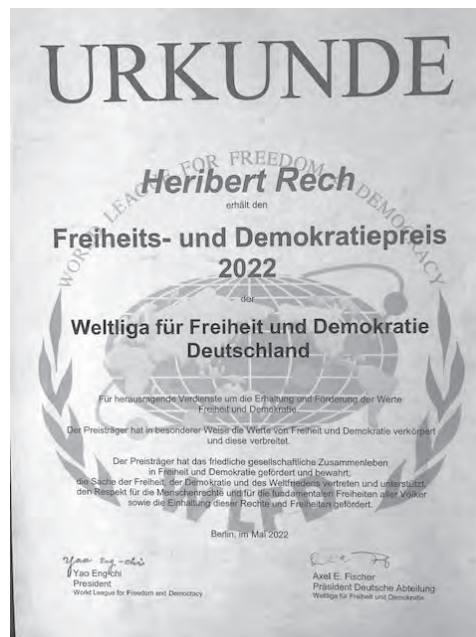 URKUNDE
WORLD LEAGUE FOR FREEDOM DEMOCRACY
Heribert Rech
erhält den
Freiheits- und Demokratiepreis
2022
der
Weltliga für Freiheit und Demokratie
Deutschland
Für herausragende Verdienste um die Erhaltung und Förderung der Werte
Freiheit und Demokratie.
Der Preisträger hat in besonderer Weise die Werte von Freiheit und Demokratie verkörpert
und diese verbreitet.
Der Preisträger hat das friedliche gesellschaftliche Zusammenleben
in Freiheit und Demokratie gefördert und bewahrt,
die Sache der Freiheit, der Demokratie und des Weltfriedens vertreten und unterstützt,
den Respekt für die Menschenrechte und für die fundamentalen Freiheiten aller Völker
sowie die Einhaltung dieser Rechte und Freiheiten gefördert.
Berlin, im Mai 2022
Yao Eng-chi
Yao Eng-chi
President
World League for Freedom and Democracy
Axel E. Fischer
Präsident Deutsche Abteilung
Weltliga für Freiheit und Demokratie